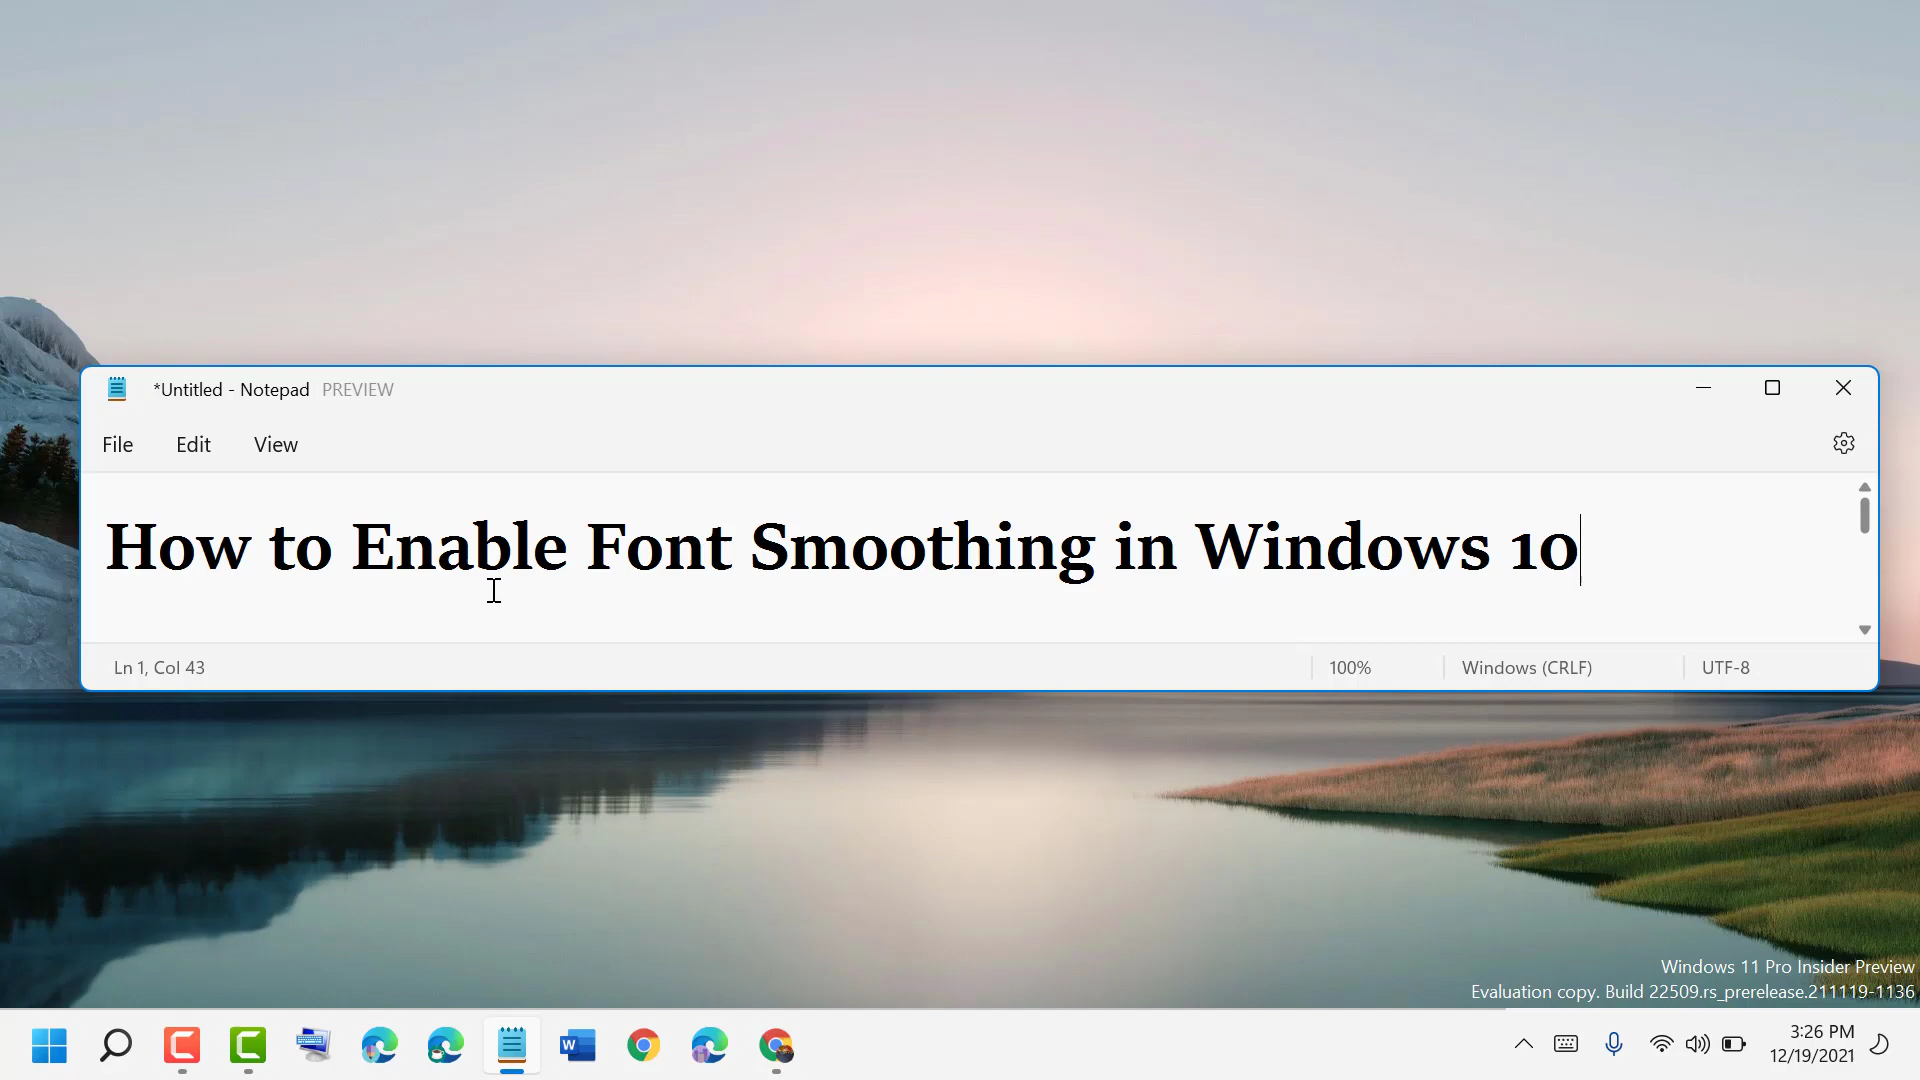 *Untitled - Notepad PREVIEW
File Edit View
How to Enable Font Smoothing in Windows 10
Ln 1, Col 43 100% Windows (CRLF) UTF-8
Windows 11 Pro Insider Preview
Evaluation copy. Build 22509.rs_prerelease.211119-1136
3:26 PM
12/19/2021